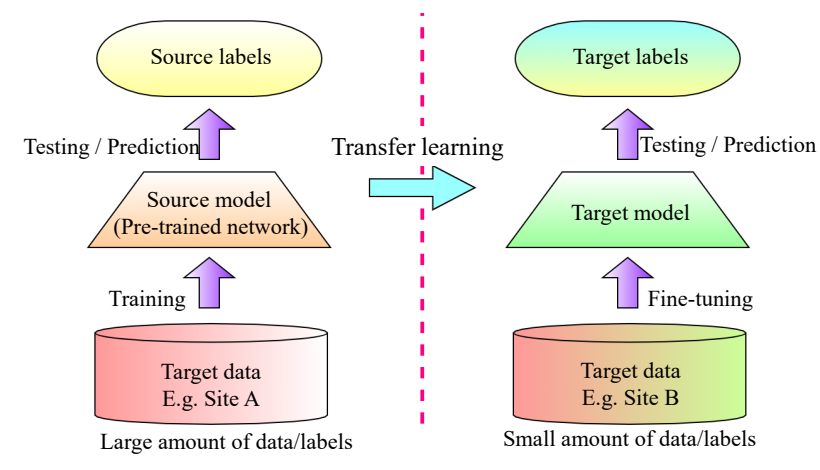 Source labels
Target labels
Testing / Prediction
Transfer learning
Testing / Prediction
Source model
(Pre-trained network)
Target model
Training
Fine-tuning
Target data
E.g. Site A
Target data
E.g. Site B
Large amount of data/labels
Small amount of data/labels